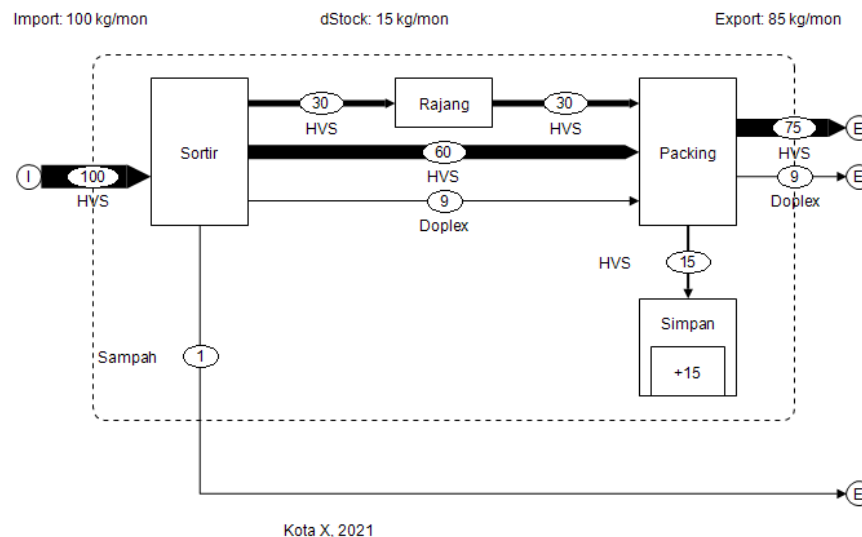 Import: 100 kg/mon
dStock: 15 kg/mon
Export: 85 kg/mon
30
HVS
Rajang
30
HVS
Sortir
60
HVS
Packing
75
HVS
E
I
100
HVS
9
Doplex
9
Doplex
E
HVS
15
Simpan
+15
Sampah
1
E
Kota X, 2021